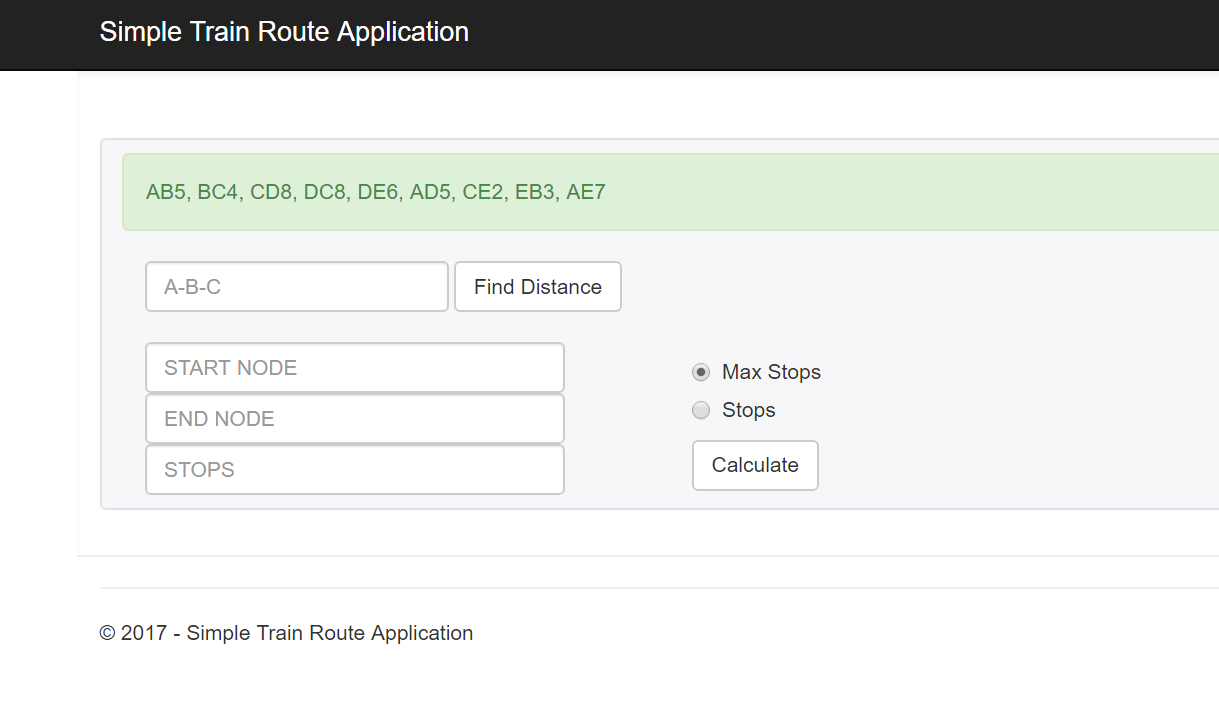 Simple Train Route Application
AB5, BC4, CD8, DC8, DE6, AD5, CE2, EB3, AE7
A-B-C
Find Distance
START NODE
END NODE
STOPS
Max Stops
Stops
Calculate
© 2017 - Simple Train Route Application